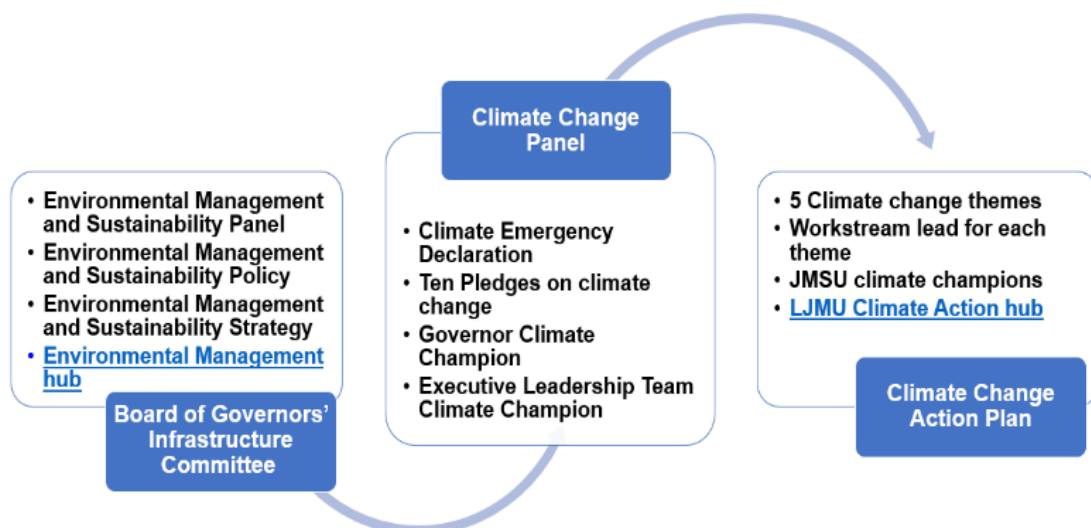 • Environmental Management
and Sustainability Panel
• Environmental Management
and Sustainability Policy
• Environmental Management
and Sustainability Strategy
• Environmental Management
hub
Board of Governors’
Infrastructure
Committee
Climate Change
Panel
• Climate Emergency
Declaration
• Ten Pledges on climate
change
• Governor Climate
Champion
• Executive Leadership Team
Climate Champion
• 5 Climate change themes
• Workstream lead for each
theme
• JMSU climate champions
• LJMU Climate Action hub
Climate Change
Action Plan